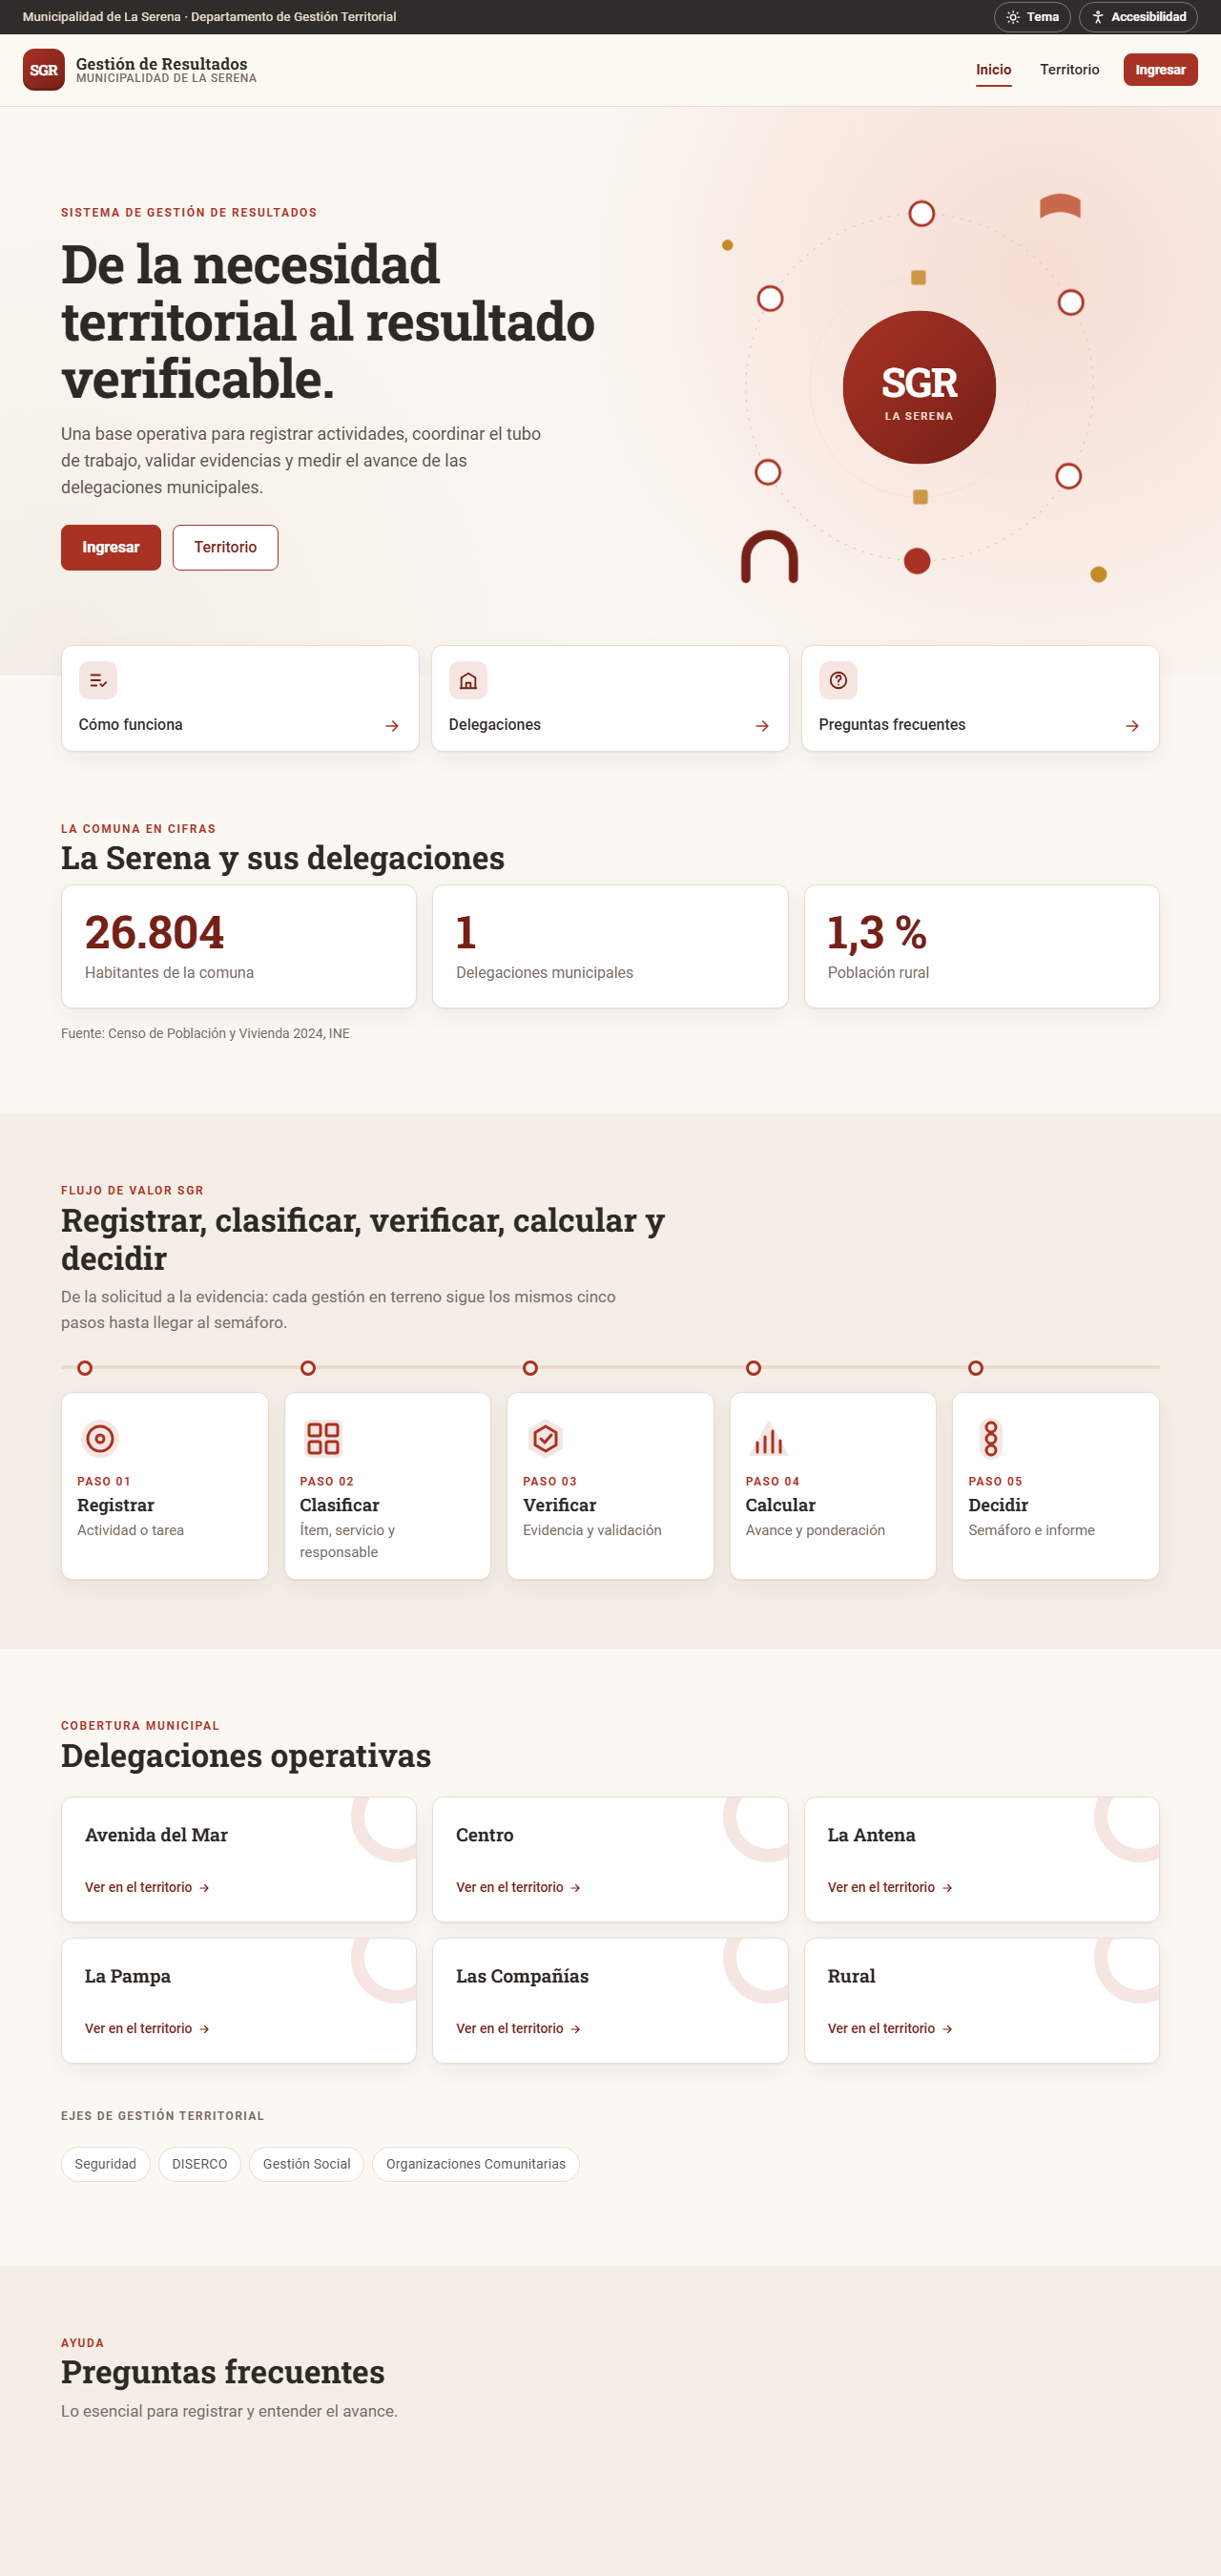 Municipalidad de La Serena · Departamento de Gestión Territorial
Tema
Accesibilidad
SGR
Gestión de Resultados
MUNICIPALIDAD DE LA SERENA
Inicio
Territorio
Ingresar
SISTEMA DE GESTIÓN DE RESULTADOS
De la necesidad
territorial al resultado
verificable.
Una base operativa para registrar actividades, coordinar el tubo
de trabajo, validar evidencias y medir el avance de las
delegaciones municipales.
Ingresar
Territorio
SGR
LA SERENA
Cómo funciona
Delegaciones
Preguntas frecuentes
LA COMUNA EN CIFRAS
La Serena y sus delegaciones
26.804
Habitantes de la comuna
1
Delegaciones municipales
1,3 %
Población rural
Fuente: Censo de Población y Vivienda 2024, INE
FLUJO DE VALOR SGR
Registrar, clasificar, verificar, calcular y
decidir
De la solicitud a la evidencia: cada gestión en terreno sigue los mismos cinco
pasos hasta llegar al semáforo.
PASO 01
Registrar
Actividad o tarea
PASO 02
Clasificar
Ítem, servicio y
responsable
PASO 03
Verificar
Evidencia y validación
PASO 04
Calcular
Avance y ponderación
PASO 05
Decidir
Semáforo e informe
COBERTURA MUNICIPAL
Delegaciones operativas
Avenida del Mar
Ver en el territorio
Centro
Ver en el territorio
La Antena
Ver en el territorio
La Pampa
Ver en el territorio
Las Compañías
Ver en el territorio
Rural
Ver en el territorio
EJES DE GESTIÓN TERRITORIAL
Seguridad
DISERCO
Gestión Social
Organizaciones Comunitarias
AYUDA
Preguntas frecuentes
Lo esencial para registrar y entender el avance.